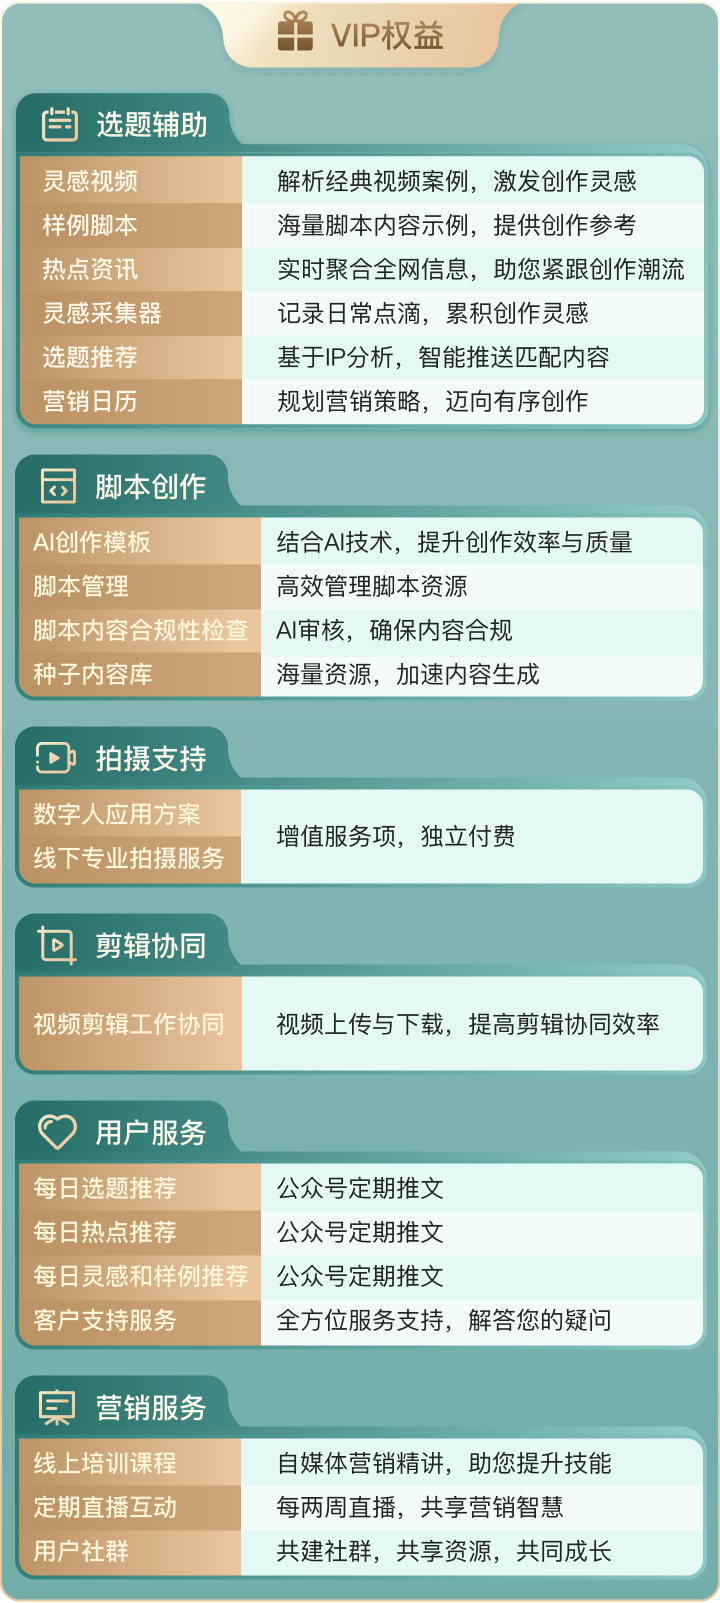 VIP权益
选题辅助
灵感视频 解析经典视频案例，激发创作灵感
样例脚本 海量脚本内容示例，提供创作参考
热点资讯 实时聚合全网信息，助您紧跟创作潮流
灵感采集器 记录日常点滴，累积创作灵感
选题推荐 基于IP分析，智能推送匹配内容
营销日历 规划营销策略，迈向有序创作
脚本创作
AI创作模板 结合AI技术，提升创作效率与质量
脚本管理 高效管理脚本资源
脚本内容合规性检查 AI审核，确保内容合规
种子内容库 海量资源，加速内容生成
拍摄支持
数字人应用方案
增值服务项，独立付费
线下专业拍摄服务
剪辑协同
视频剪辑工作协同 视频上传与下载，提高剪辑协同效率
用户服务
每日选题推荐 公众号定期推文
每日热点推荐 公众号定期推文
每日灵感和样例推荐 公众号定期推文
客户支持服务 全方位服务支持，解答您的疑问
营销服务
线上培训课程 自媒体营销精讲，助您提升技能
定期直播互动 每两周直播，共享营销智慧
用户社群 共建社群，共享资源，共同成长